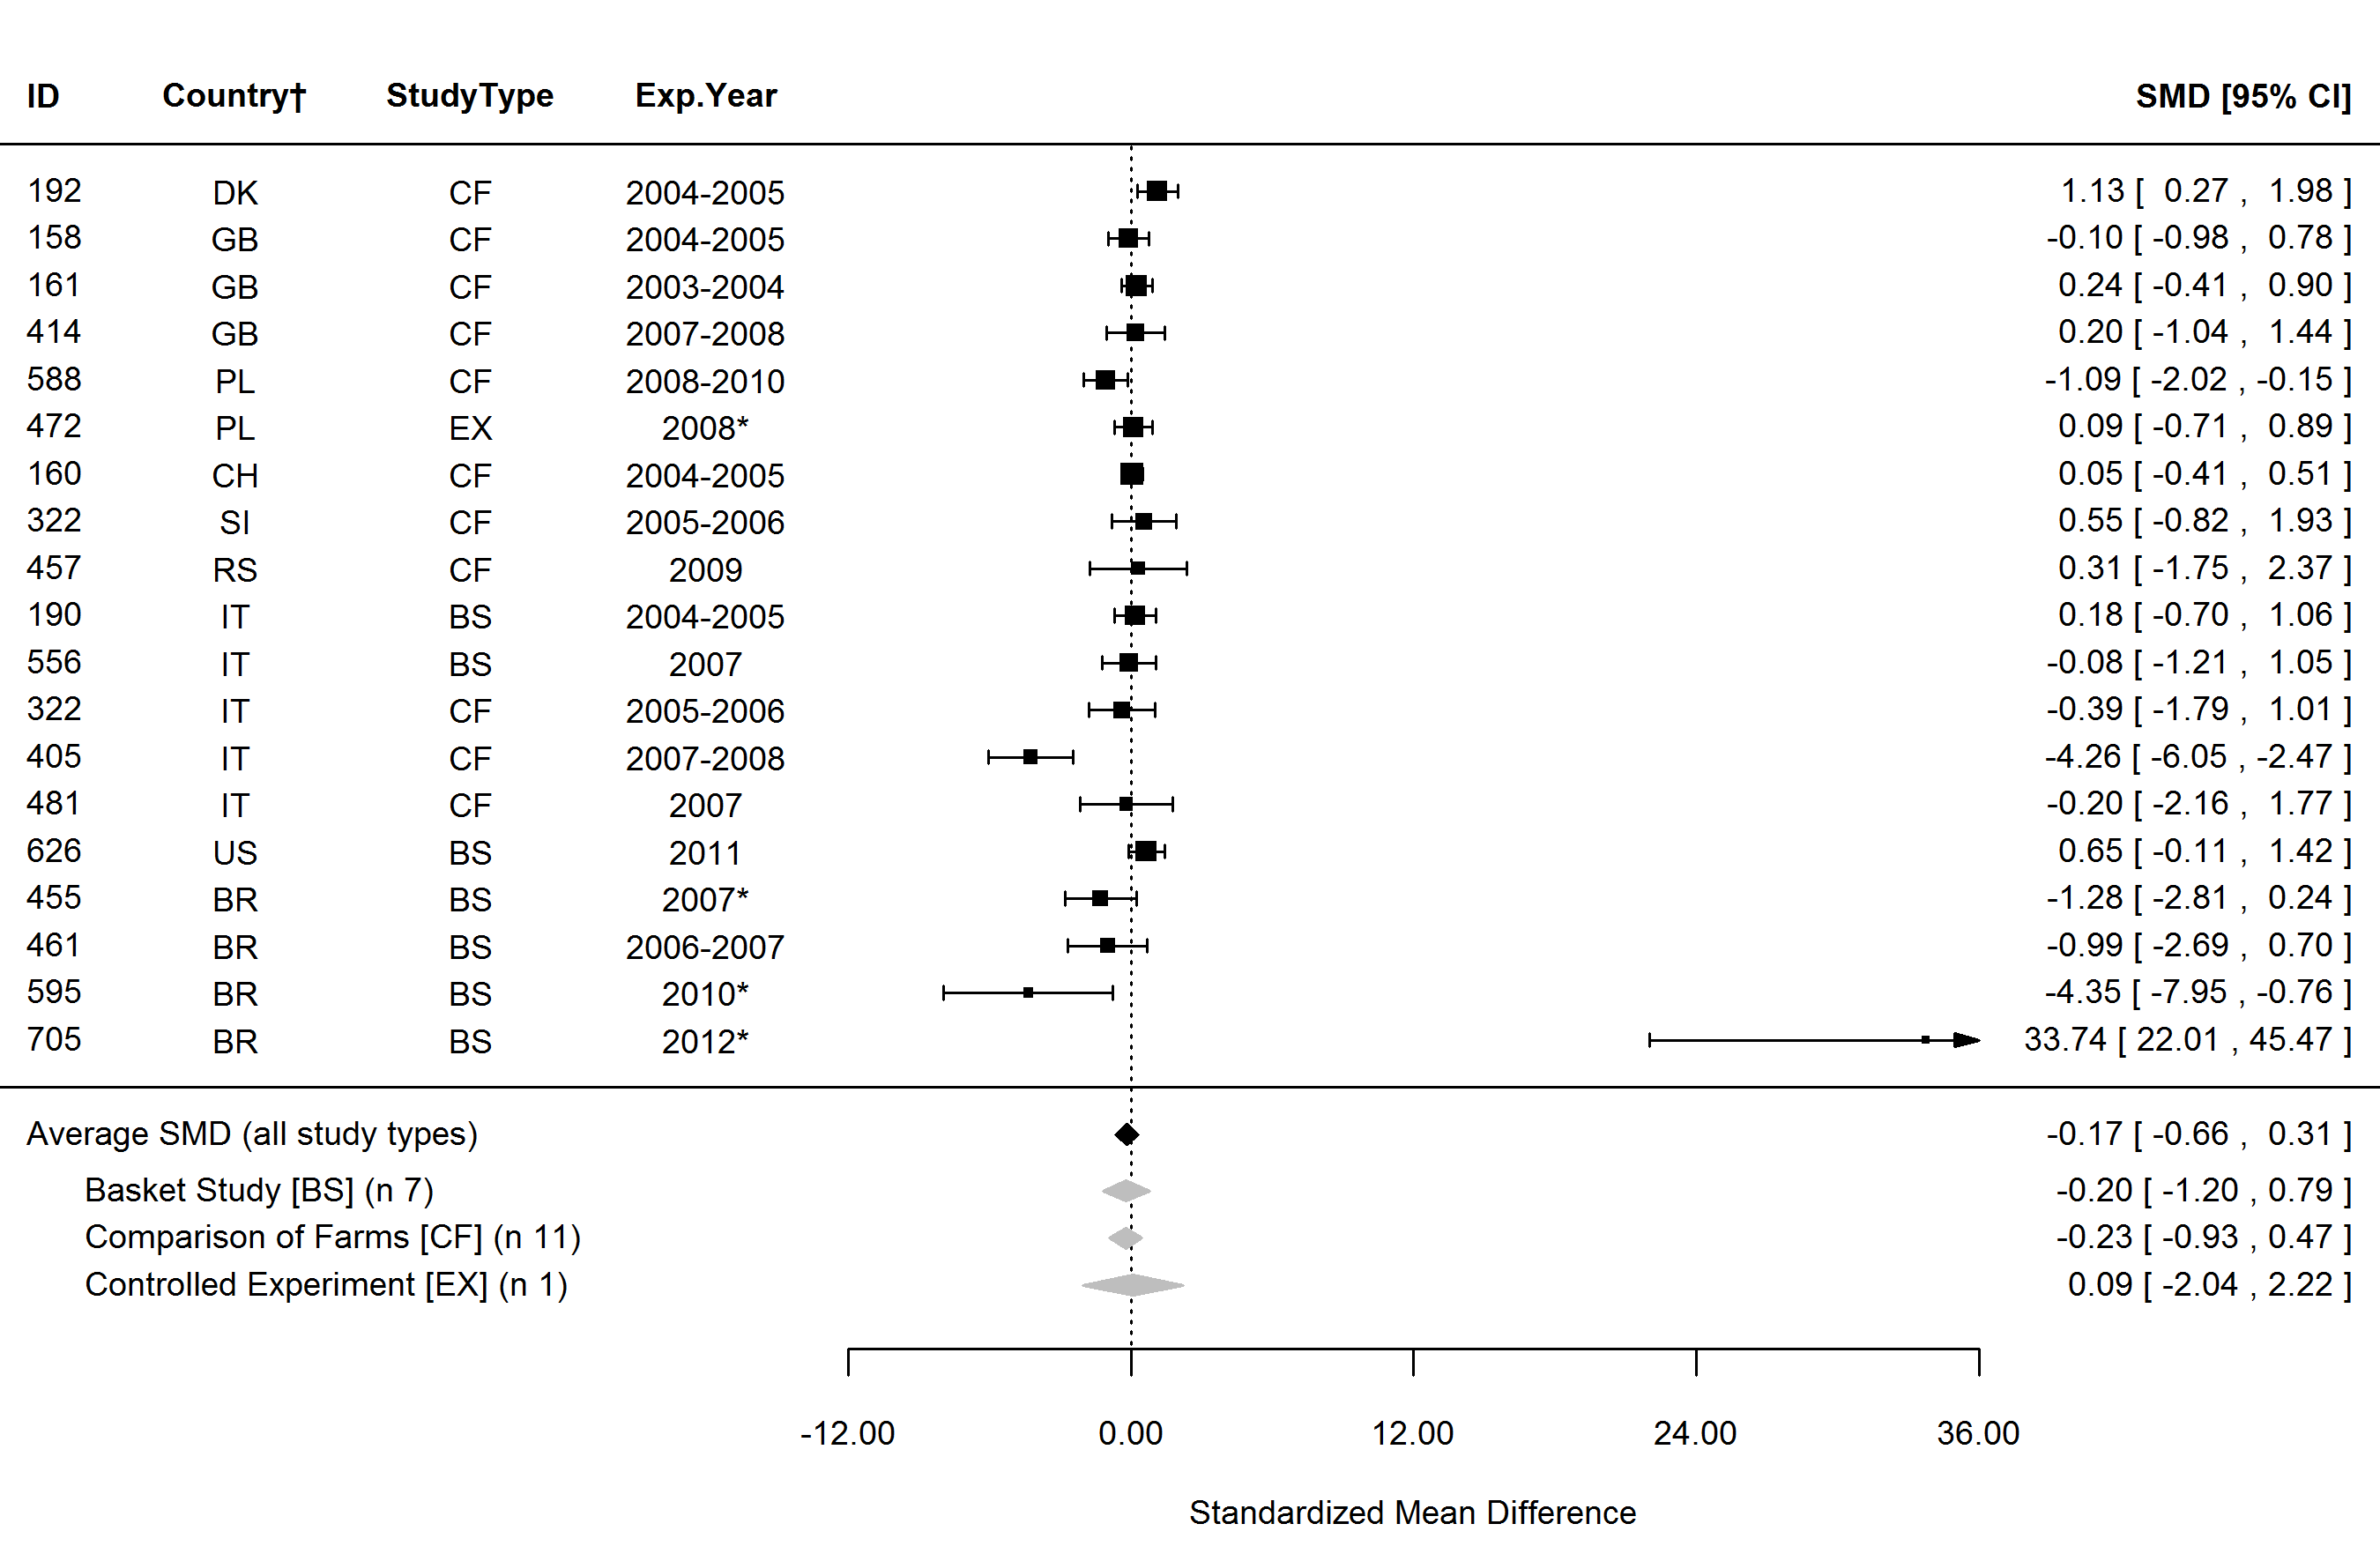 ID Country† StudyType Exp.Year SMD [95% CI]
192 DK CF 2004-2005 1.13 [ 0.27 , 1.98 ]
158 GB CF 2004-2005 -0.10 [ -0.98 , 0.78 ]
161 GB CF 2003-2004 0.24 [ -0.41 , 0.90 ]
414 GB CF 2007-2008 0.20 [ -1.04 , 1.44 ]
588 PL CF 2008-2010 -1.09 [ -2.02 , -0.15 ]
472 PL EX 2008* 0.09 [ -0.71 , 0.89 ]
160 CH CF 2004-2005 0.05 [ -0.41 , 0.51 ]
322 SI CF 2005-2006 0.55 [ -0.82 , 1.93 ]
457 RS CF 2009 0.31 [ -1.75 , 2.37 ]
190 IT BS 2004-2005 0.18 [ -0.70 , 1.06 ]
556 IT BS 2007 -0.08 [ -1.21 , 1.05 ]
322 IT CF 2005-2006 -0.39 [ -1.79 , 1.01 ]
405 IT CF 2007-2008 -4.26 [ -6.05 , -2.47 ]
481 IT CF 2007 -0.20 [ -2.16 , 1.77 ]
626 US BS 2011 0.65 [ -0.11 , 1.42 ]
455 BR BS 2007* -1.28 [ -2.81 , 0.24 ]
461 BR BS 2006-2007 -0.99 [ -2.69 , 0.70 ]
595 BR BS 2010* -4.35 [ -7.95 , -0.76 ]
705 BR BS 2012* 33.74 [ 22.01 , 45.47 ]
Average SMD (all study types) -0.17 [ -0.66 , 0.31 ]
Basket Study [BS] (n 7) -0.20 [ -1.20 , 0.79 ]
Comparison of Farms [CF] (n 11) -0.23 [ -0.93 , 0.47 ]
Controlled Experiment [EX] (n 1) 0.09 [ -2.04 , 2.22 ]
-12.00 0.00 12.00 24.00 36.00
Standardized Mean Difference